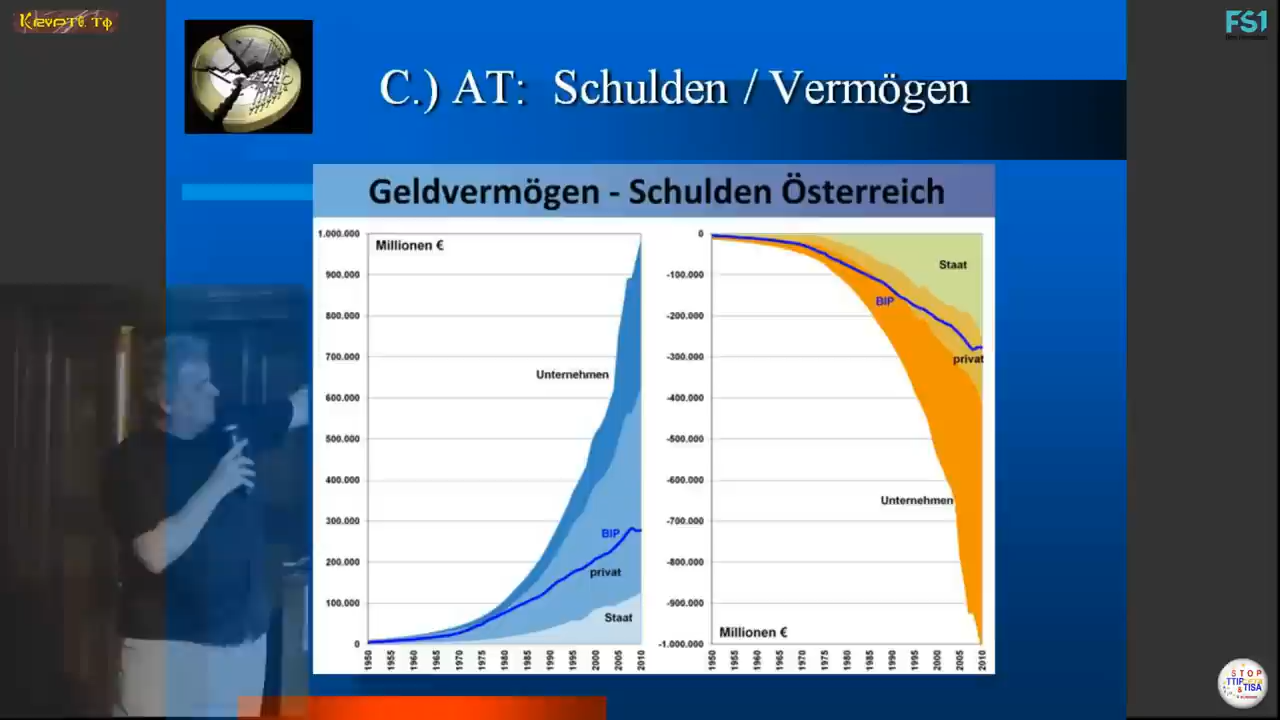 Kʀʏᴘᴛᴏ.ᴛᴠ
FS1
C.) AT: Schulden / Vermögen
Geldvermögen - Schulden Österreich
1.000.000
900.000
800.000
700.000
600.000
500.000
400.000
300.000
200.000
100.000
0
Millionen €
Unternehmen
BIP
privat
Staat
1950 1955 1960 1965 1970 1975 1980 1985 1990 1995 2000 2005 2010
0
-100.000
-200.000
-300.000
-400.000
-500.000
-600.000
-700.000
-800.000
-900.000
-1.000.000
Staat
BIP
privat
Unternehmen
Millionen €
1950 1955 1960 1965 1970 1975 1980 1985 1990 1995 2000 2005 2010
STOP
TTIP
& TISA